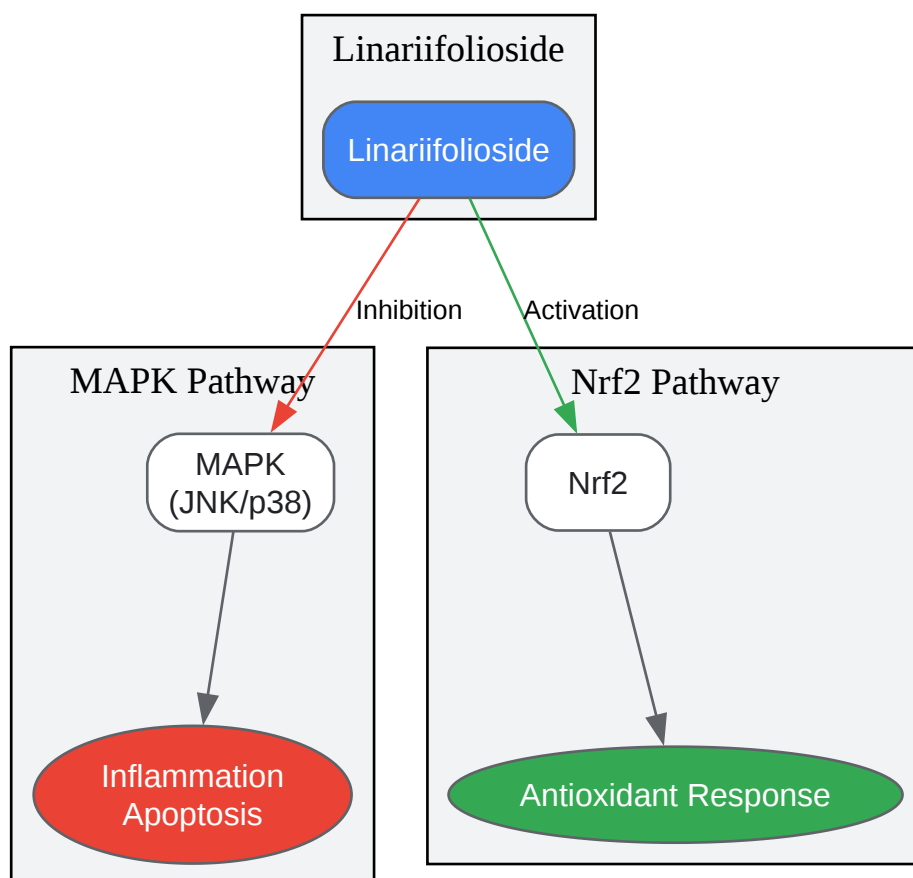 Linariifolioside
Linariifolioside
Inhibition
Activation
MAPK Pathway
MAPK
(JNK/p38)
Inflammation
Apoptosis
Nrf2 Pathway
Nrf2
Antioxidant Response